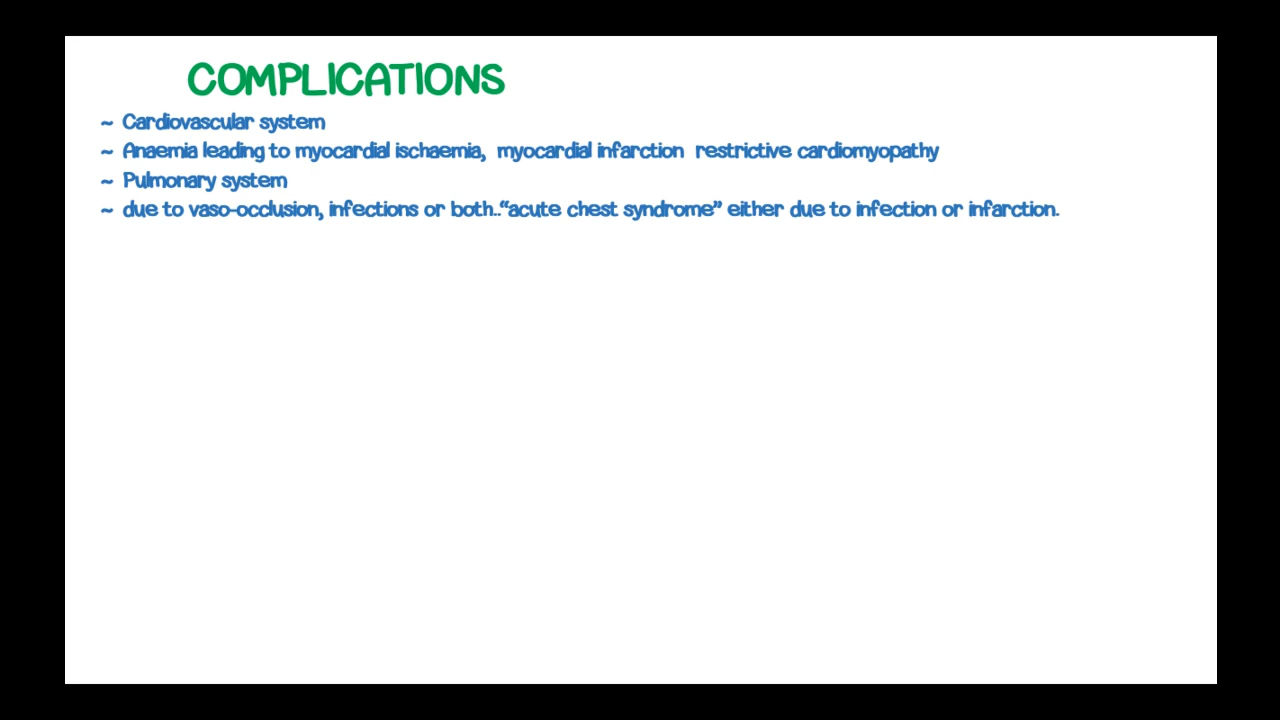 COMPLICATIONS
~ Cardiovascular system
~ Anaemia leading to myocardial ischaemia, myocardial infarction restrictive cardiomyopathy
~ Pulmonary system
~ due to vaso-occlusion, infections or both..“acute chest syndrome” either due to infection or infarction.